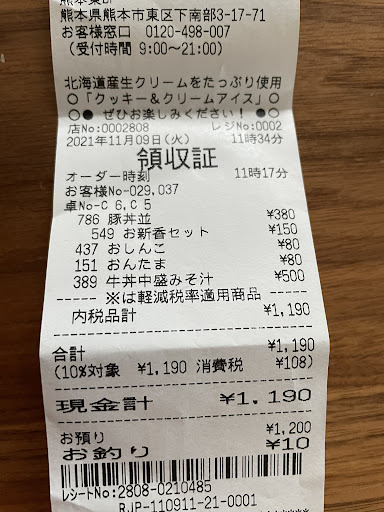 熊本県熊本市東区下南部3-17-71
お客様窓口 0120-498-007
(受付時間 9:00〜21:00)
北海道産生クリームをたっぷり使用
○「クッキー&クリームアイス」○
○● ぜひお楽しみください! ●○
店No:0002808 レジNo:0002
2021年11月09日(火) 11時34分
領収証
オーダー時刻 11時17分
お客様No-029,037
卓No-C 6,C 5
786 豚丼並 ¥380
549 お新香セット ¥150
437 おしんこ ¥80
151 おんたま ¥80
389 牛丼中盛みそ汁 ¥500
----- ※は軽減税率適用商品 -----
内税品計 ¥1,190
合計 ¥1,190
(10%対象 ¥1,190 消費税 ¥108)
現金計 ¥1,190
お預り ¥1,200
お釣り ¥10
レシートNo:2808-0210485
RJP-110911-21-0001